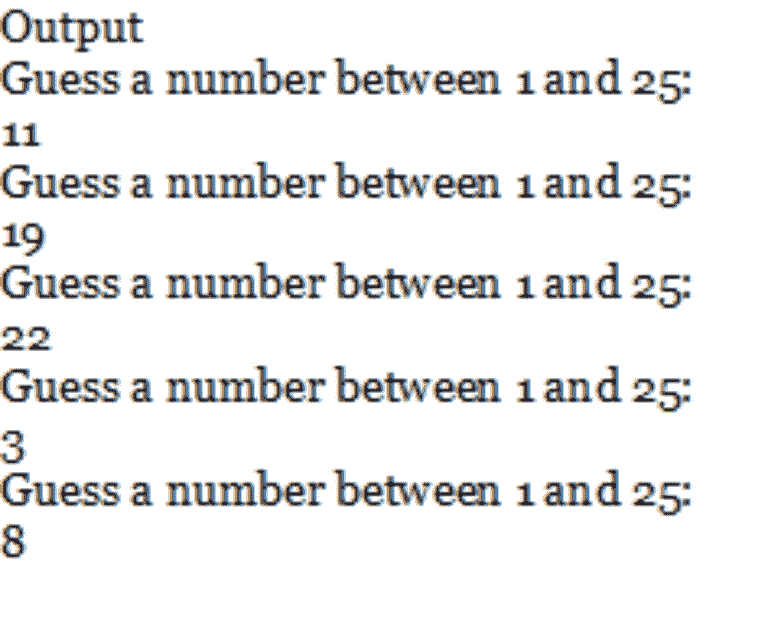 Output
Guess a number between 1 and 25:
11
Guess a number between 1 and 25:
19
Guess a number between 1 and 25:
22
Guess a number between 1 and 25:
3
Guess a number between 1 and 25:
8